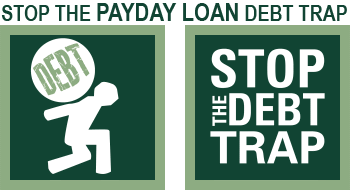 STOP THE PAYDAY LOAN DEBT TRAP
DEBT
STOP
THE DEBT
TRAP